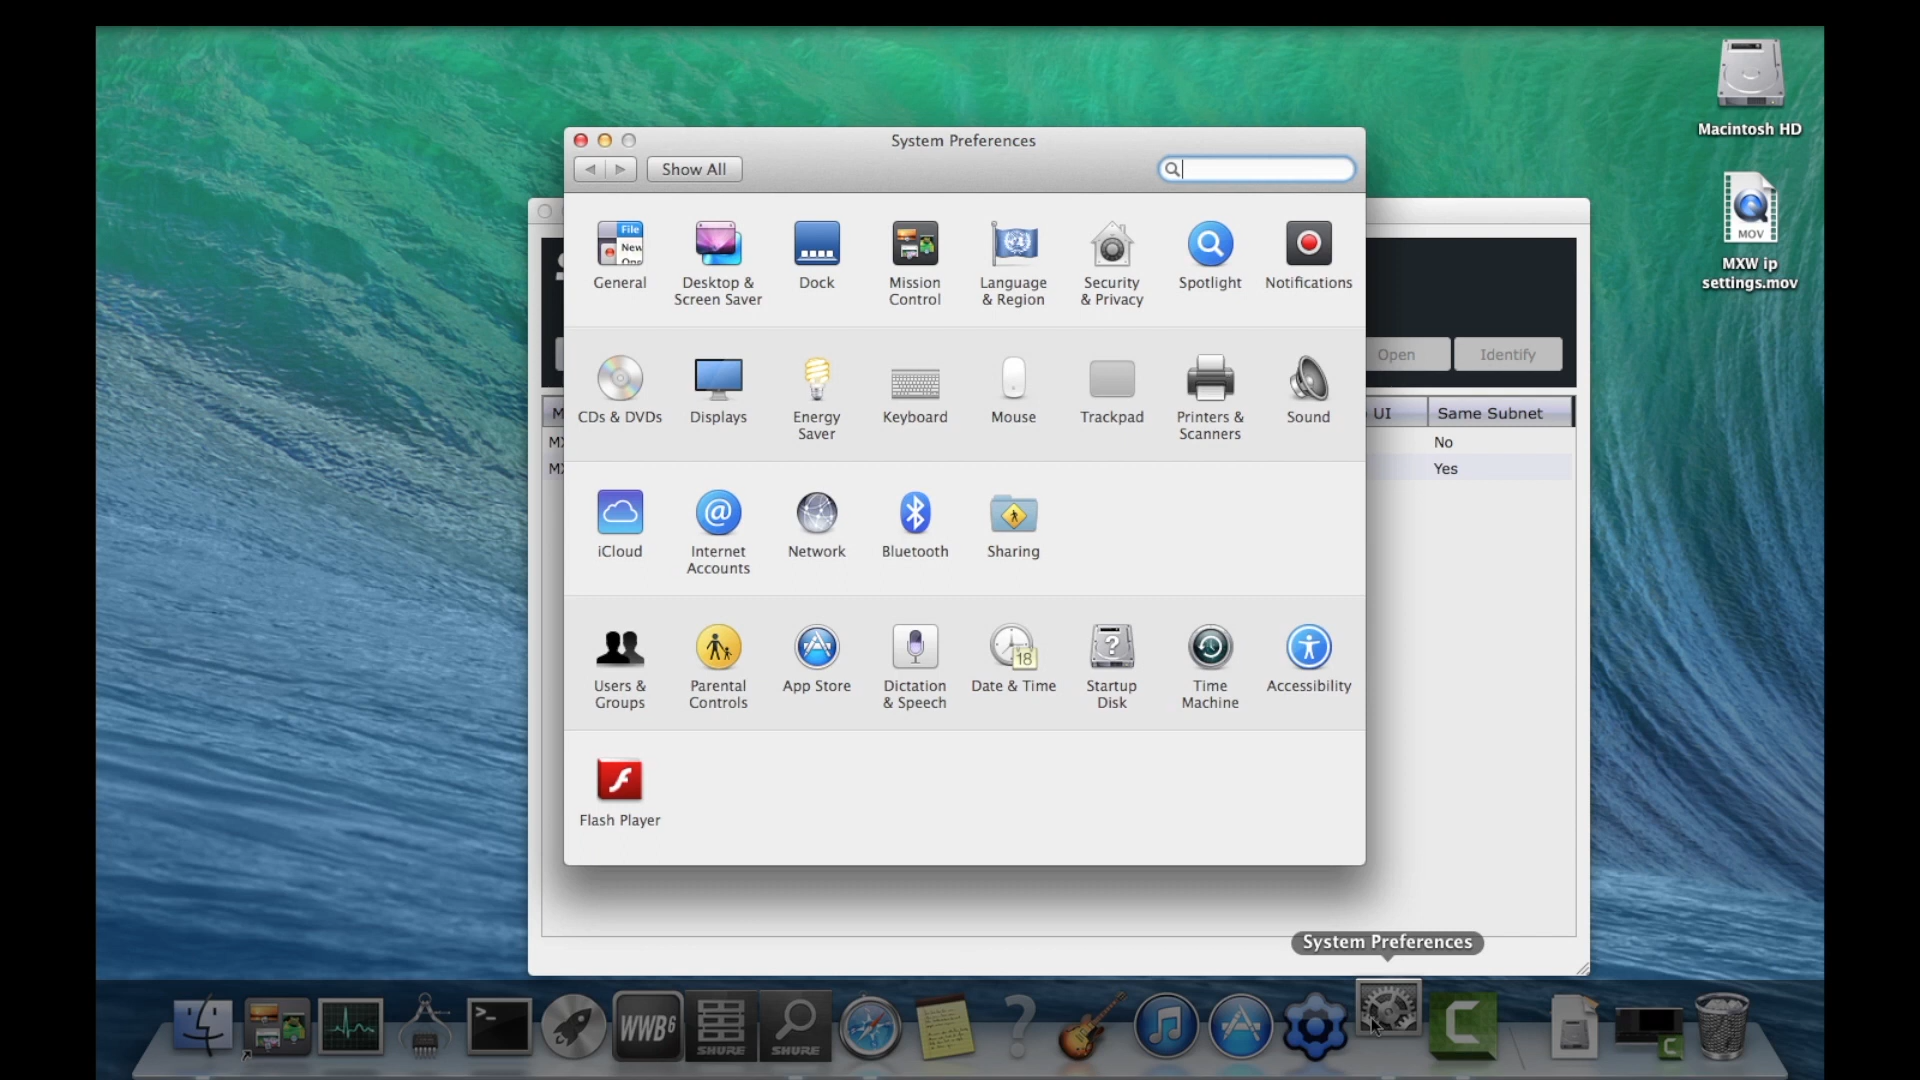 System Preferences
Show All
Macintosh HD
MOV
MXW ip
settings.mov
File
New
General
Desktop &
Screen Saver
Dock
Mission
Control
Language
& Region
Security
& Privacy
Spotlight
Notifications
Open
Identify
CDs & DVDs
Displays
Energy
Saver
Keyboard
Mouse
Trackpad
Printers &
Scanners
Sound
UI
Same Subnet
No
Yes
iCloud
Internet
Accounts
Network
Bluetooth
Sharing
Users &
Groups
Parental
Controls
App Store
Dictation
& Speech
18
Date & Time
?
Startup
Disk
Time
Machine
Accessibility
Flash Player
System Preferences
WWB6
SHURE
SHURE
?